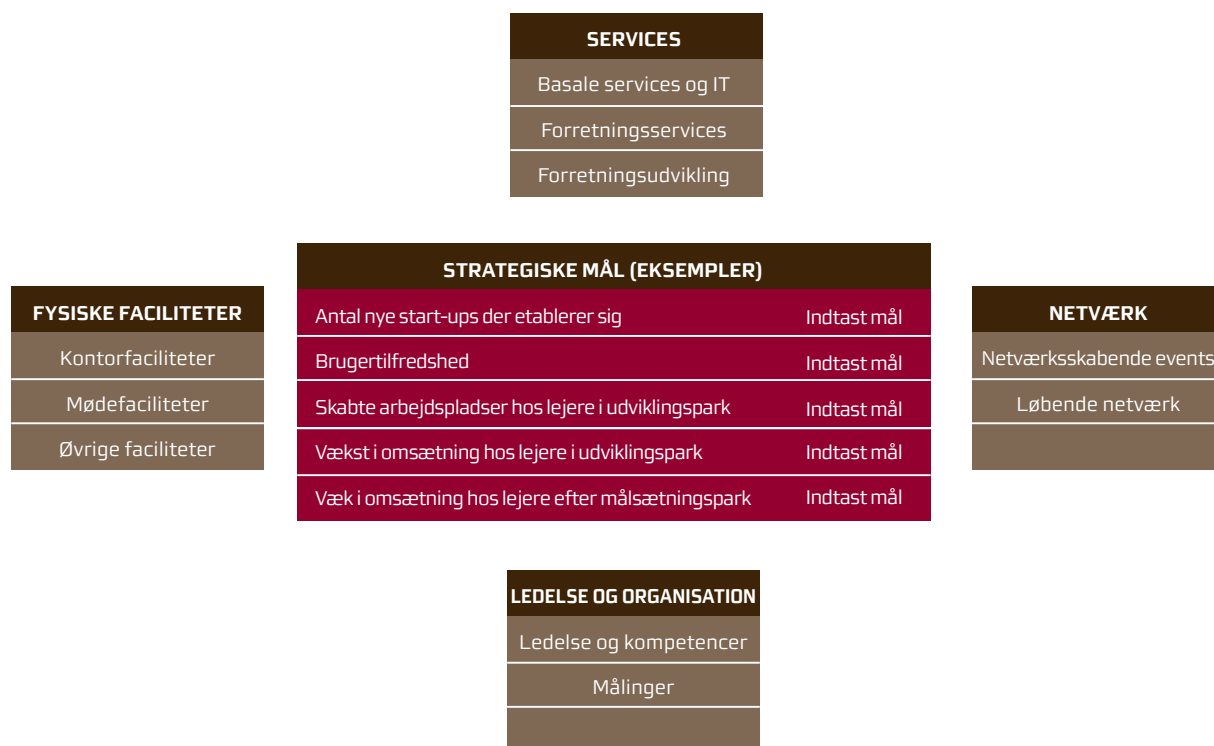 SERVICES
Basale services og IT
Forretningsservices
Forretningsudvikling
STRATEGISKE MÅL (EKSEMPLER)
Antal nye start-ups der etablerer sig Indtast mål
Brugertilfredshed Indtast mål
Skabte arbejdspladser hos lejere i udviklingspark Indtast mål
Vækst i omsætning hos lejere i udviklingspark Indtast mål
Væk i omsætning hos lejere efter målsætningspark Indtast mål
FYSISKE FACILITETER
Kontorfaciliteter
Mødefaciliteter
Øvrige faciliteter
NETVÆRK
Netværksskabende events
Løbende netværk
LEDELSE OG ORGANISATION
Ledelse og kompetencer
Målinger